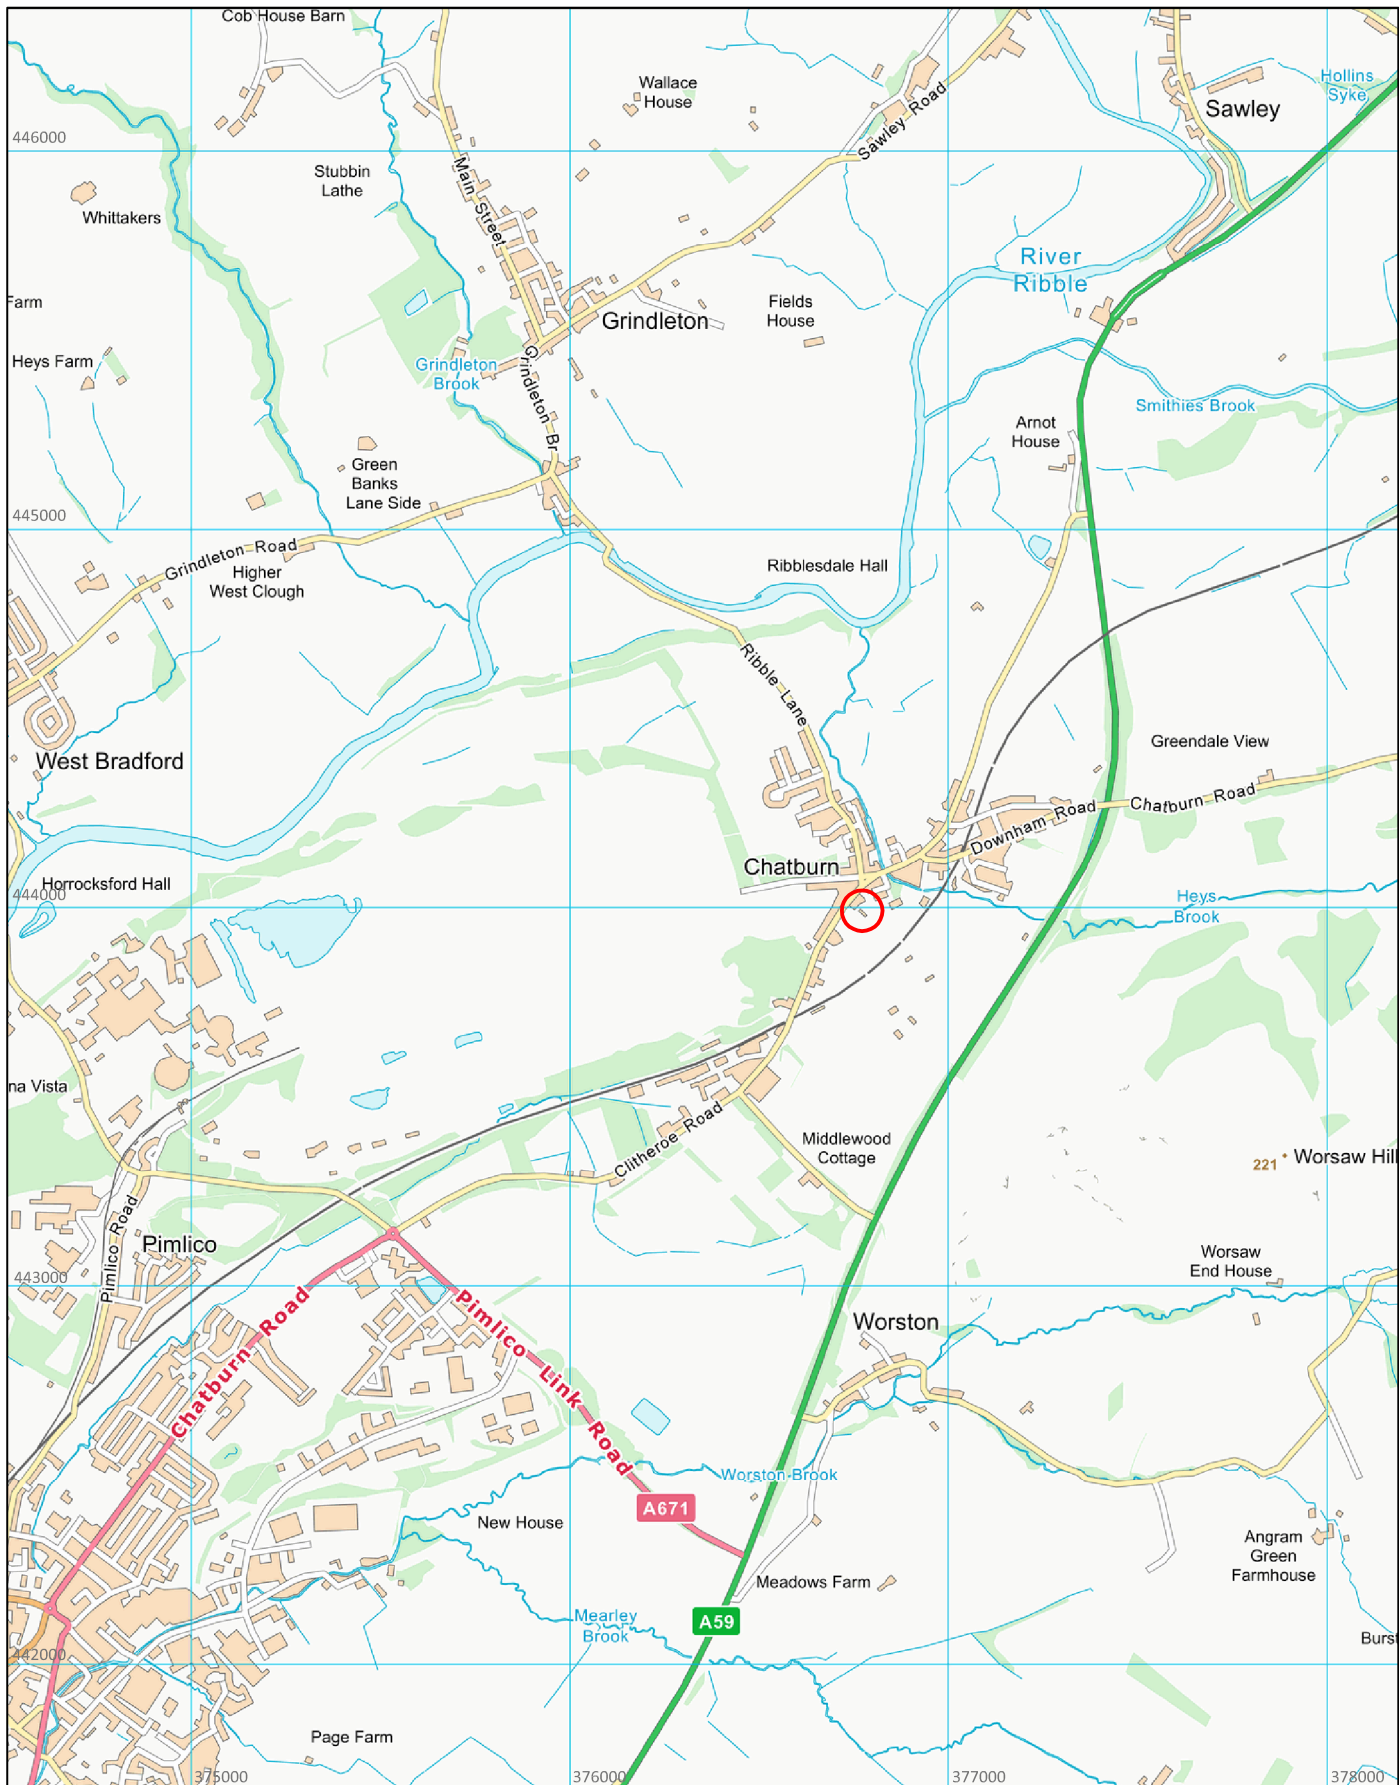 Cob House Barn
Wallace
House
Hollins
Syke
Sawley
Sawley Road
446000
Stubbin
Lathe
Main Street
Whittakers
River
Ribble
Farm
Fields
House
Grindleton
Heys Farm
Grindleton
Brook
Grindleton Br
Smithies Brook
Arnot
House
Green
Banks
Lane Side
445000
Grindleton Road
Higher
West Clough
Ribblesdale Hall
Ribble Lane
West Bradford
Greendale View
Downham Road
Chatburn Road
Chatburn
Horrocksford Hall
444000
Heys
Brook
na Vista
Clitheroe Road
Middlewood
Cottage
221
Worsaw Hill
Pimlico Road
Pimlico
Worsaw
End House
443000
Chatburn Road
Pimlico Link Road
Worston
Worston Brook
A671
New House
Angram
Green
Farmhouse
Meadows Farm
A59
Mearley
Brook
Burst
442000
Page Farm
375000
376000
377000
378000